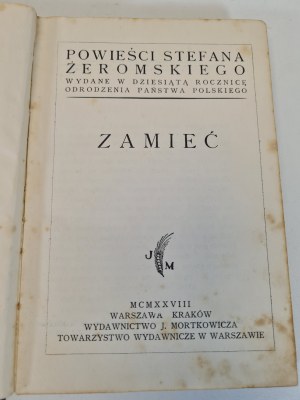 POWIEŚCI STEFANA
ŻEROMSKIEGO
WYDANE W DZIESIĄTĄ ROCZNICĘ
ODRODZENIA PAŃSTWA POLSKIEGO
ZAMIEĆ
J M
MCMXXVIII
WARSZAWA KRAKÓW
WYDAWNICTWO J. MORTKOWICZA
TOWARZYSTWO WYDAWNICZE W WARSZAWIE